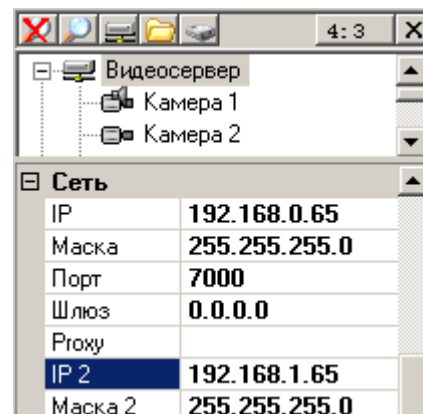 4:3
Видеосервер
Камера 1
Камера 2
Сеть
IP 192.168.0.65
Маска 255.255.255.0
Порт 7000
Шлюз 0.0.0.0
Proxy
IP 2 192.168.1.65
Маска 2 255.255.255.0